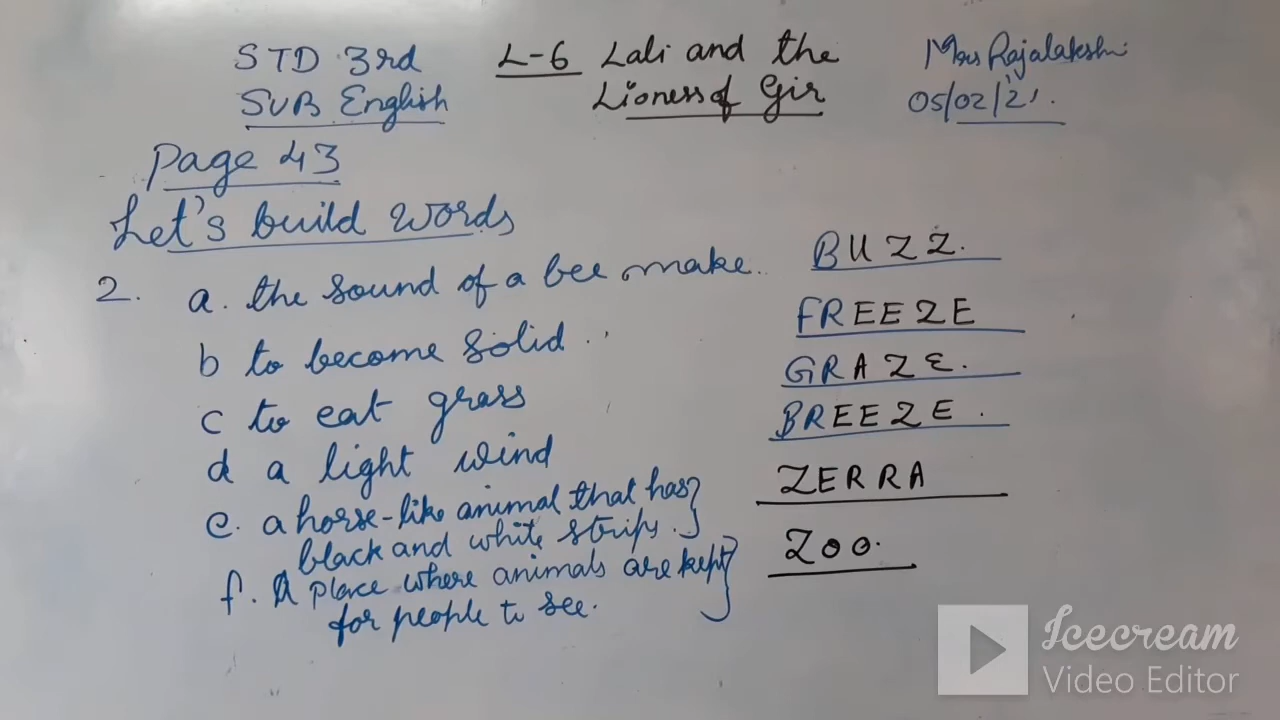 STD 3rd L-6 Lali and the Mrs Rajalakshmi
SUB English Lioness of Gir 05/02/21.
Page 43
Let's build words
2. a. the sound of a bee make. BUZZ.
b to become solid. FREEZE
c to eat grass GRAZE.
d a light wind BREEZE.
e. a horse-like animal that has ZERRA
black and white strips.
f. A place where animals are kept ZOO.
for people to see.
Icecream
Video Editor